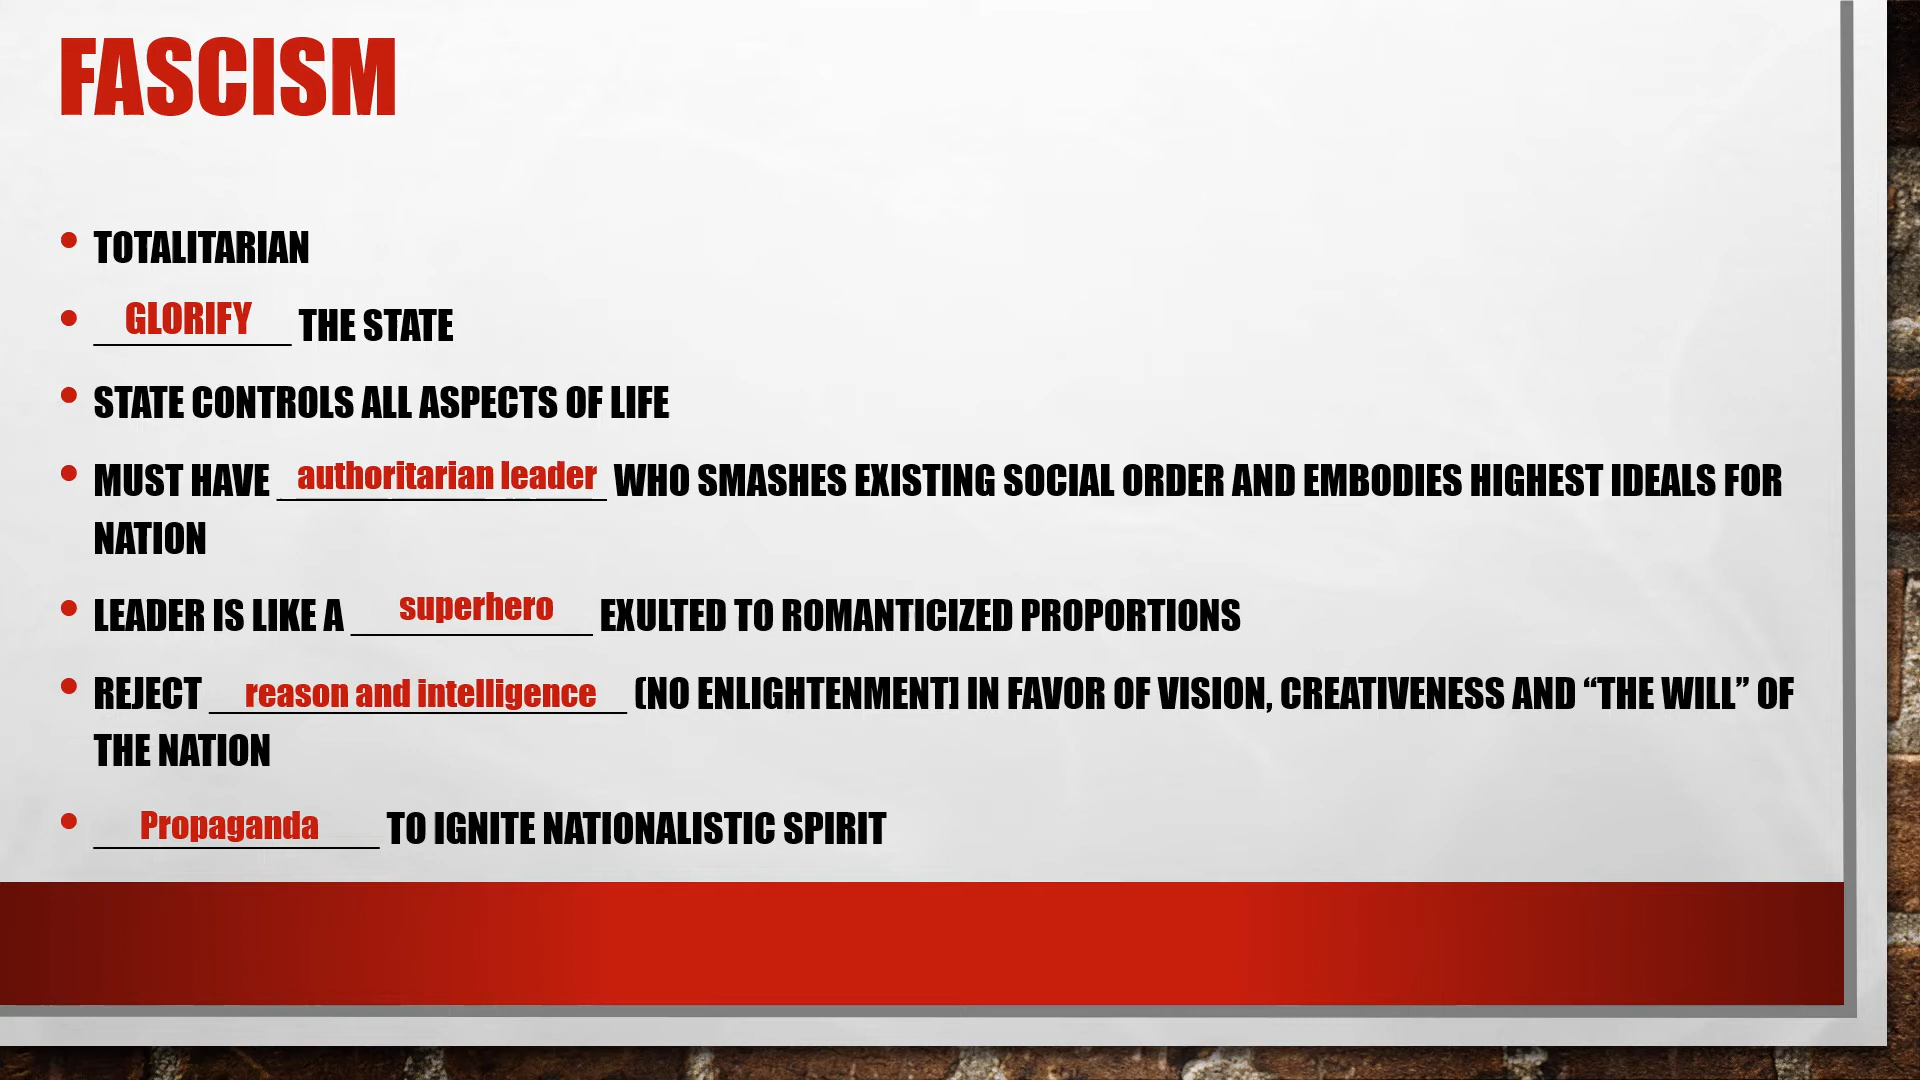 FASCISM
• TOTALITARIAN
• GLORIFY THE STATE
• STATE CONTROLS ALL ASPECTS OF LIFE
• MUST HAVE authoritarian leader WHO SMASHES EXISTING SOCIAL ORDER AND EMBODIES HIGHEST IDEALS FOR
NATION
• LEADER IS LIKE A superhero EXULTED TO ROMANTICIZED PROPORTIONS
• REJECT reason and intelligence (NO ENLIGHTENMENT] IN FAVOR OF VISION, CREATIVENESS AND “THE WILL” OF
THE NATION
• Propaganda TO IGNITE NATIONALISTIC SPIRIT